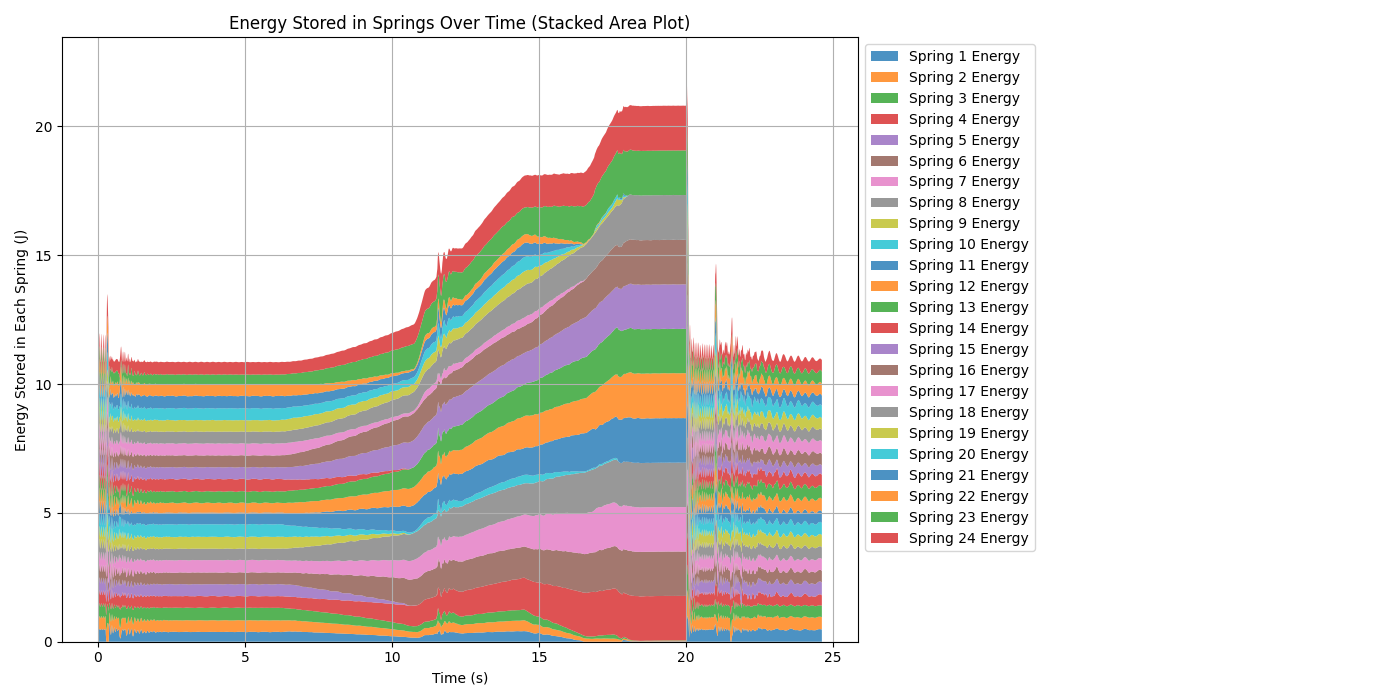 Energy Stored in Springs Over Time (Stacked Area Plot)
Energy Stored in Each Spring (J)
20
15
10
5
0
0 5 10 15 20 25
Time (s)
Spring 1 Energy
Spring 2 Energy
Spring 3 Energy
Spring 4 Energy
Spring 5 Energy
Spring 6 Energy
Spring 7 Energy
Spring 8 Energy
Spring 9 Energy
Spring 10 Energy
Spring 11 Energy
Spring 12 Energy
Spring 13 Energy
Spring 14 Energy
Spring 15 Energy
Spring 16 Energy
Spring 17 Energy
Spring 18 Energy
Spring 19 Energy
Spring 20 Energy
Spring 21 Energy
Spring 22 Energy
Spring 23 Energy
Spring 24 Energy